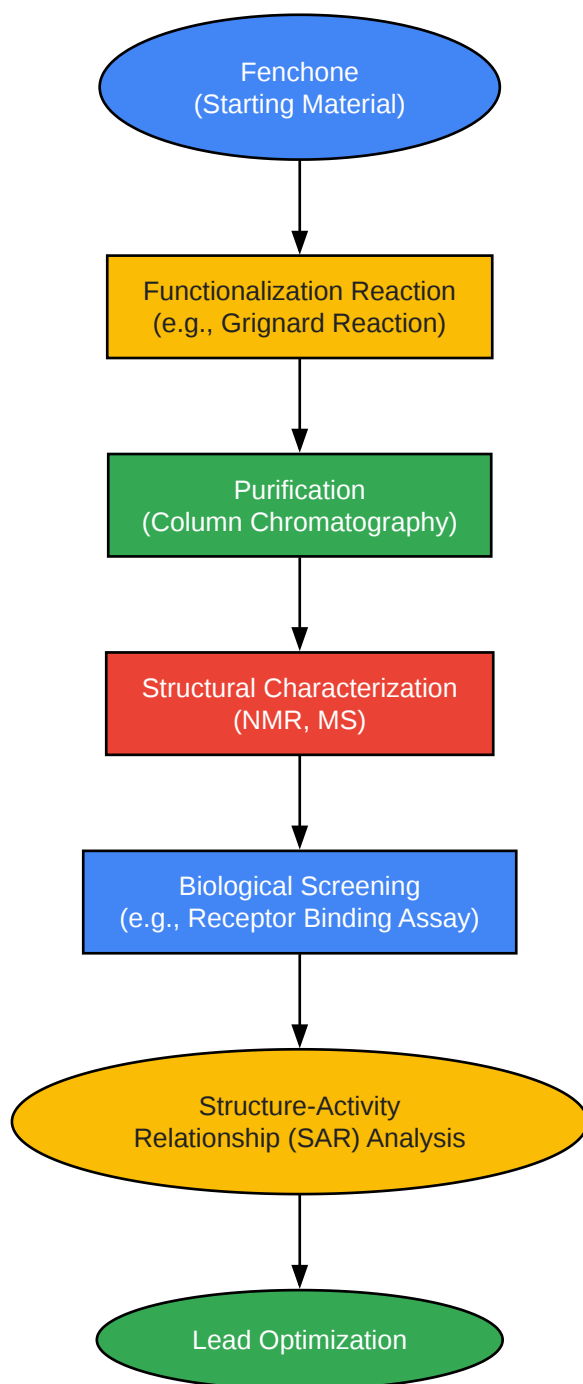 Fenchone
(Starting Material)
Functionalization Reaction
(e.g., Grignard Reaction)
Purification
(Column Chromatography)
Structural Characterization
(NMR, MS)
Biological Screening
(e.g., Receptor Binding Assay)
Structure-Activity
Relationship (SAR) Analysis
Lead Optimization